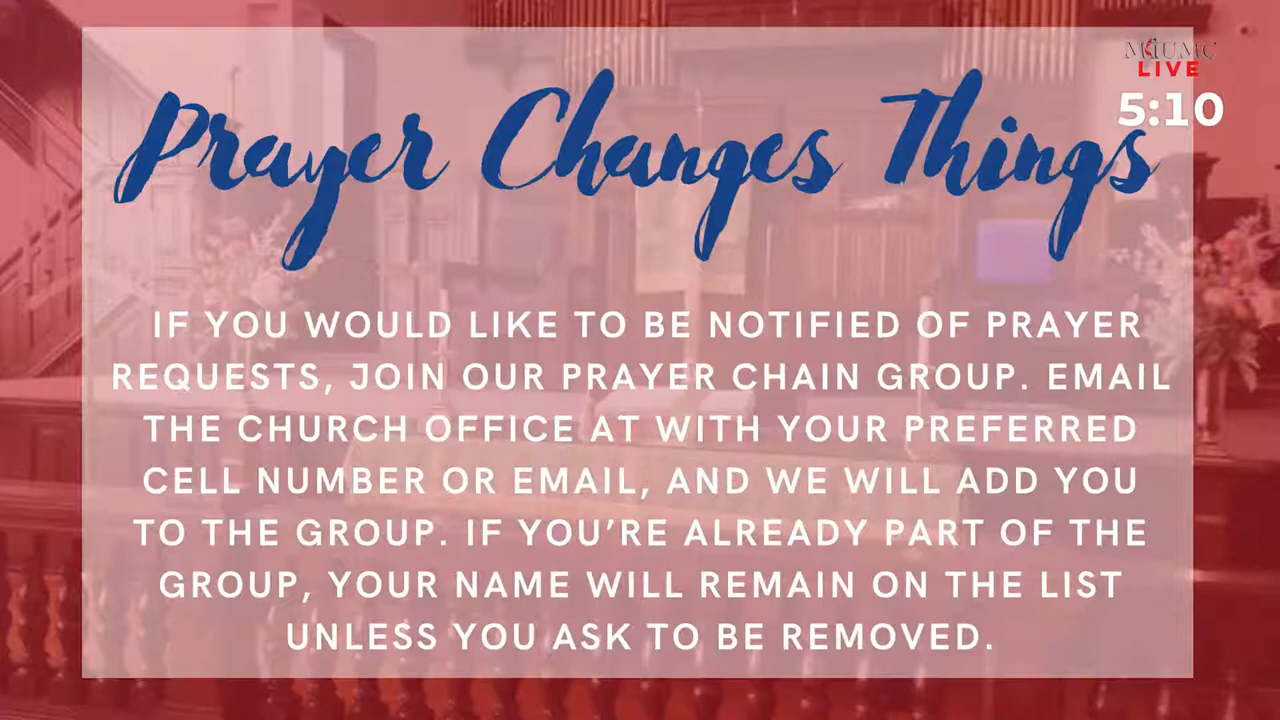 MiUMC
LIVE
5:10
Prayer Changes Things
IF YOU WOULD LIKE TO BE NOTIFIED OF PRAYER
REQUESTS, JOIN OUR PRAYER CHAIN GROUP. EMAIL
THE CHURCH OFFICE AT WITH YOUR PREFERRED
CELL NUMBER OR EMAIL, AND WE WILL ADD YOU
TO THE GROUP. IF YOU’RE ALREADY PART OF THE
GROUP, YOUR NAME WILL REMAIN ON THE LIST
UNLESS YOU ASK TO BE REMOVED.